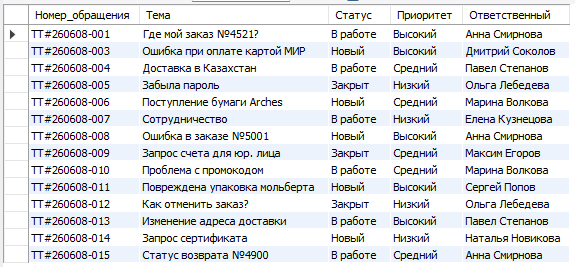 Номер_обращения Тема Статус Приоритет Ответственный
TT#260608-001 Где мой заказ №4521? В работе Высокий Анна Смирнова
TT#260608-003 Ошибка при оплате картой МИР Новый Высокий Дмитрий Соколов
TT#260608-004 Доставка в Казахстан В работе Средний Павел Степанов
TT#260608-005 Забыла пароль Закрыт Низкий Ольга Лебедева
TT#260608-006 Поступление бумаги Arches Новый Средний Марина Волкова
TT#260608-007 Сотрудничество В работе Низкий Елена Кузнецова
TT#260608-008 Ошибка в заказе №5001 Новый Высокий Анна Смирнова
TT#260608-009 Запрос счета для юр. лица Закрыт Средний Максим Егоров
TT#260608-010 Проблема с промокодом В работе Средний Марина Волкова
TT#260608-011 Повреждена упаковка мольберта Новый Высокий Сергей Попов
TT#260608-012 Как отменить заказ? Закрыт Низкий Ольга Лебедева
TT#260608-013 Изменение адреса доставки В работе Высокий Павел Степанов
TT#260608-014 Запрос сертификата Новый Низкий Наталья Новикова
TT#260608-015 Статус возврата №4900 В работе Средний Анна Смирнова